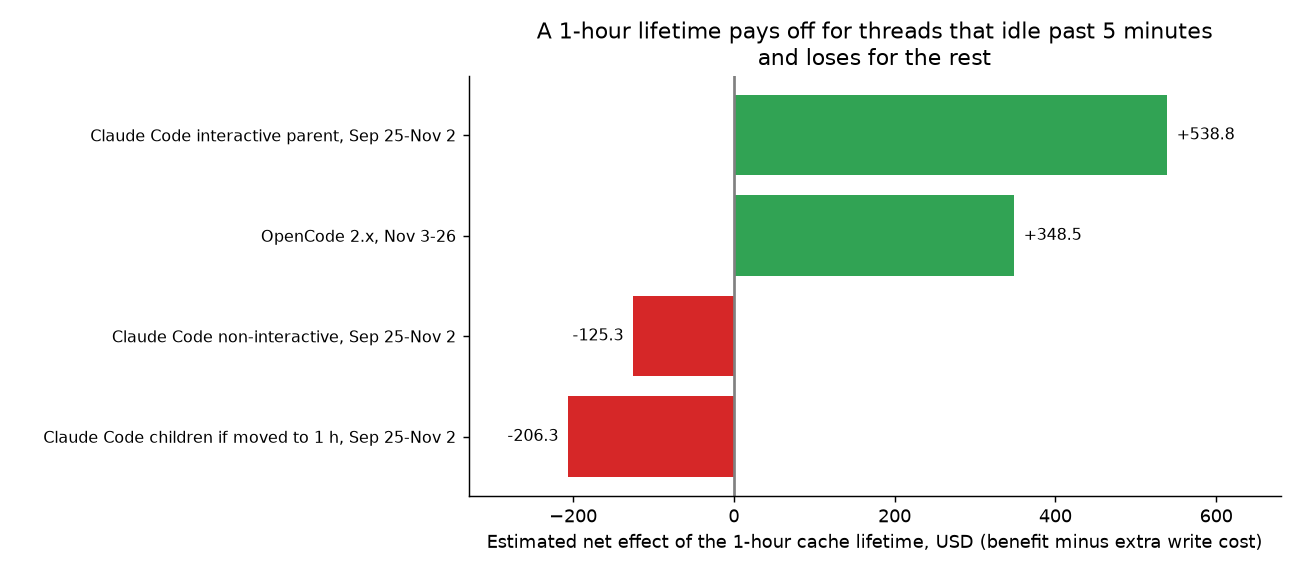 A 1-hour lifetime pays off for threads that idle past 5 minutes
and loses for the rest
Claude Code interactive parent, Sep 25-Nov 2
+538.8
OpenCode 2.x, Nov 3-26
+348.5
Claude Code non-interactive, Sep 25-Nov 2
-125.3
Claude Code children if moved to 1 h, Sep 25-Nov 2
-206.3
−200 0 200 400 600
Estimated net effect of the 1-hour cache lifetime, USD (benefit minus extra write cost)